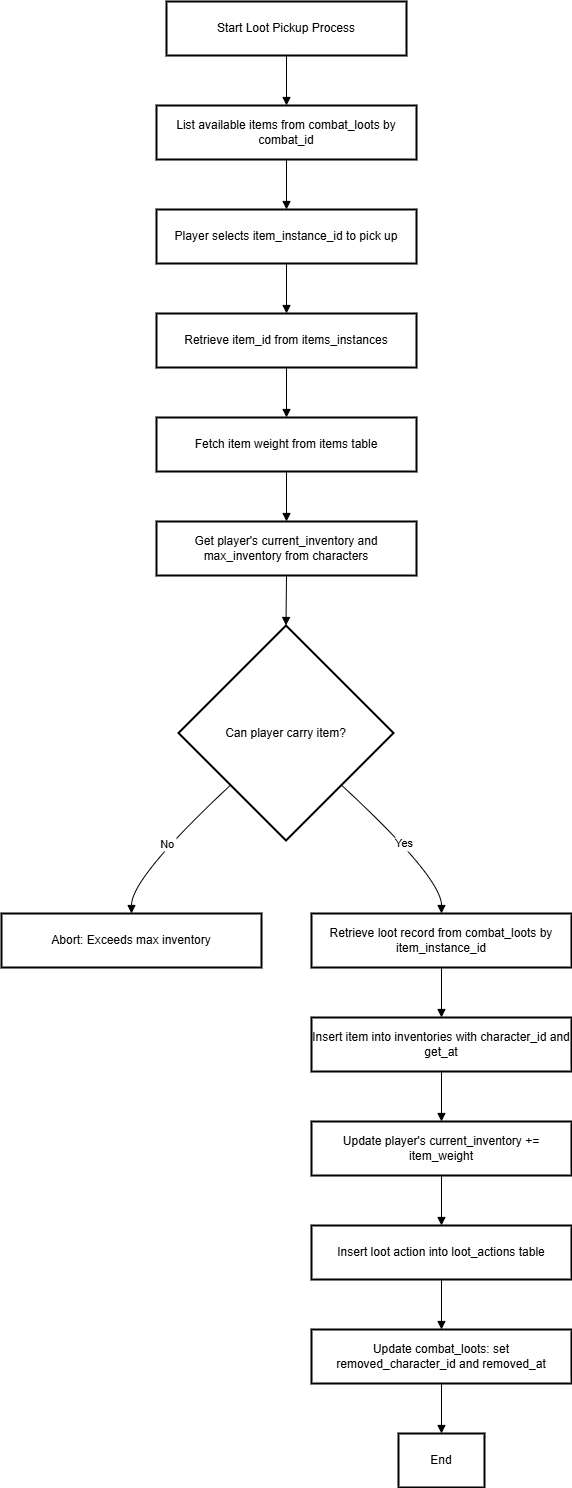 Start Loot Pickup Process
List available items from combat_loots by
combat_id
Player selects item_instance_id to pick up
Retrieve item_id from items_instances
Fetch item weight from items table
Get player's current_inventory and
max_inventory from characters
Can player carry item?
No
Yes
Abort: Exceeds max inventory
Retrieve loot record from combat_loots by
item_instance_id
Insert item into inventories with character_id and
get_at
Update player's current_inventory +=
item_weight
Insert loot action into loot_actions table
Update combat_loots: set
removed_character_id and removed_at
End